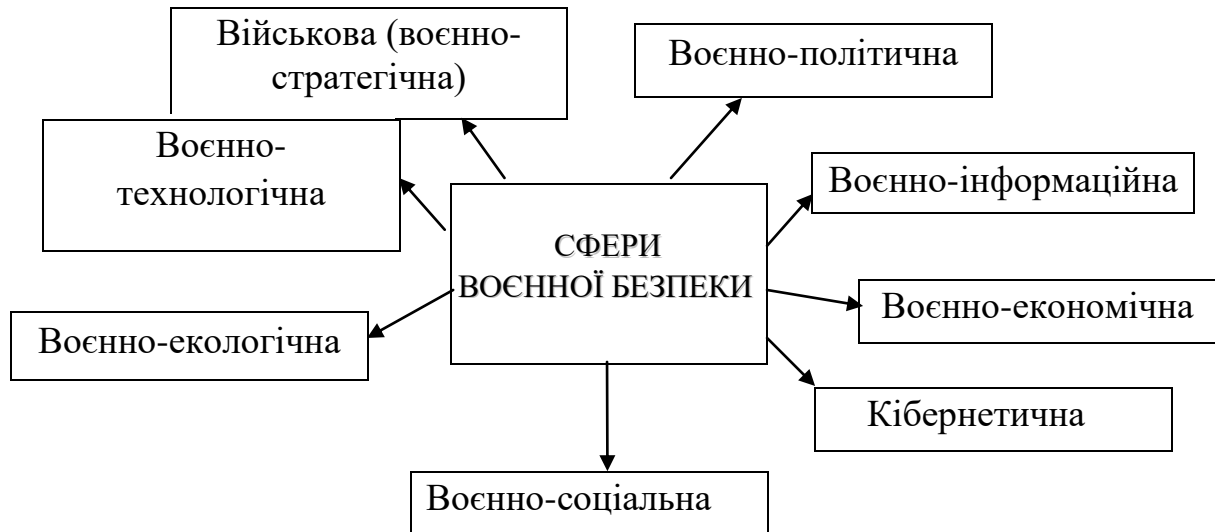 Військова (воєнно-
стратегічна)
Воєнно-політична
Воєнно-
технологічна
Воєнно-інформаційна
СФЕРИ
ВОЄННОЇ БЕЗПЕКИ
Воєнно-екологічна
Воєнно-економічна
Кібернетична
Воєнно-соціальна